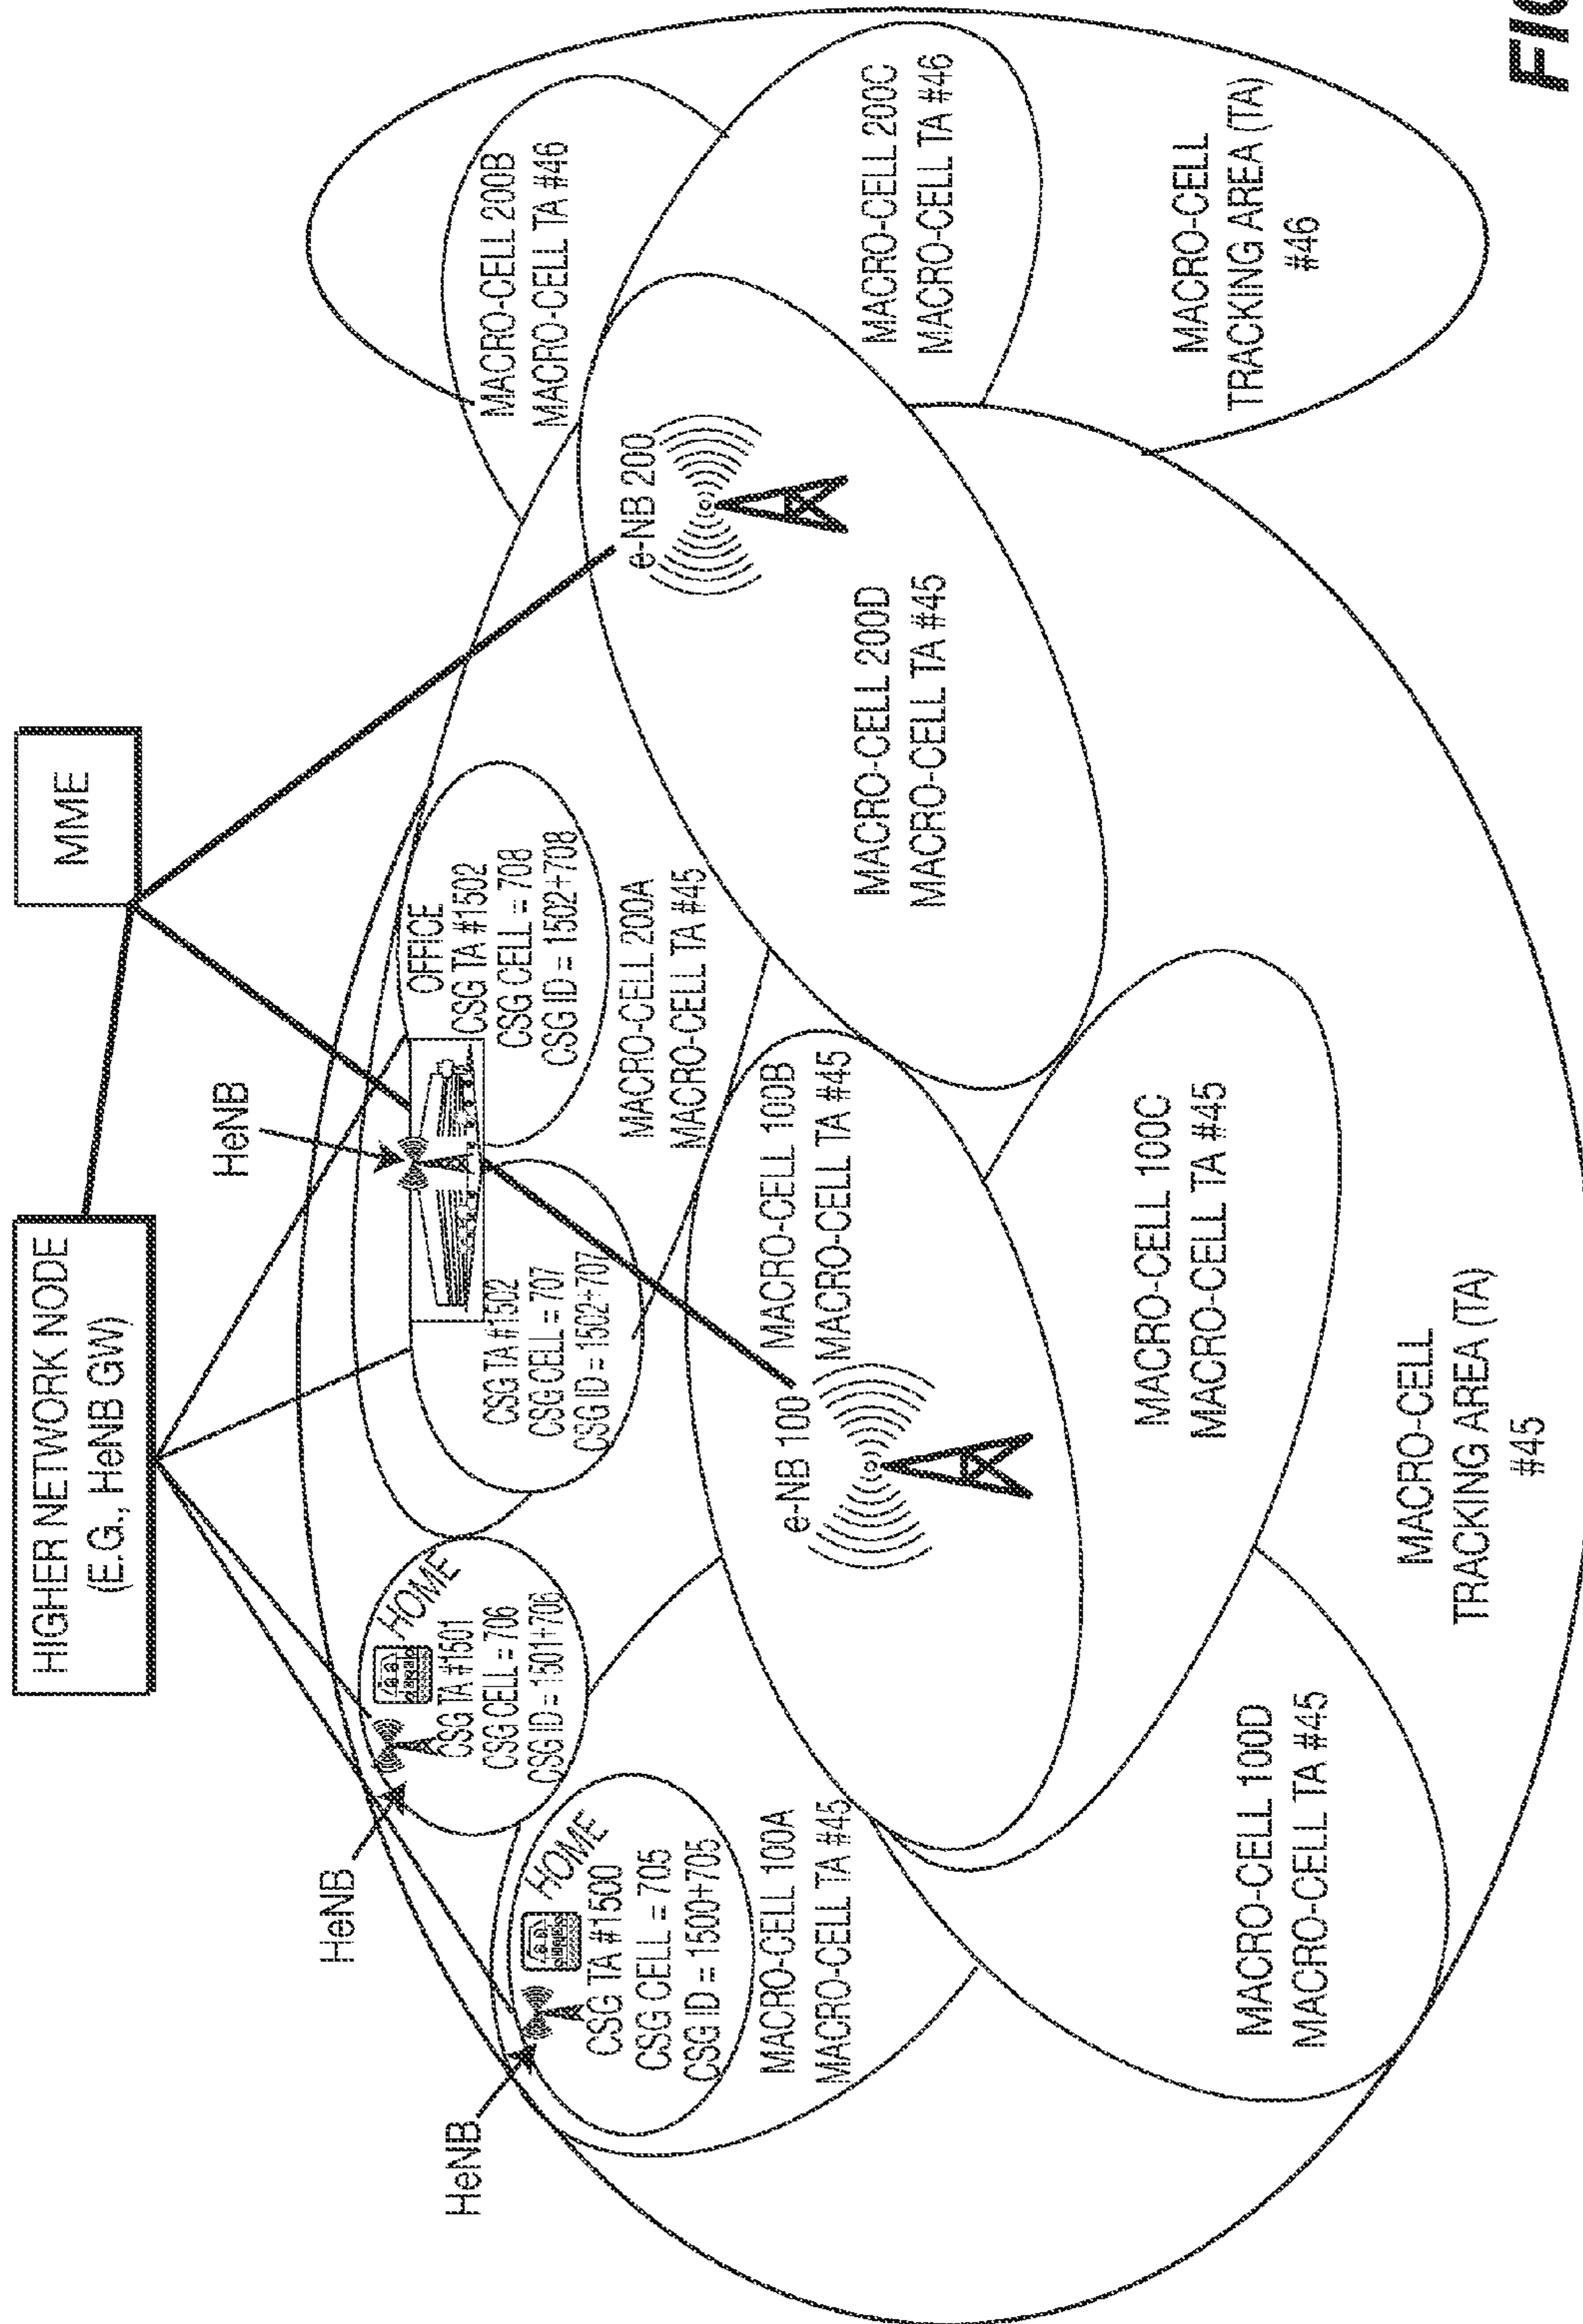 HIGHER NETWORK NODE
(E.G., HeNB GW)
MME
HeNB
HeNB
HeNB
HOME
CSG TA #1500
CSG CELL = 705
CSG ID = 1500+705
HOME
CSG TA #1501
CSG CELL = 706
CSG ID = 1501+706
CSG TA #1502
CSG CELL = 707
CSG ID = 1502+707
OFFICE
CSG TA #1502
CSG CELL = 708
CSG ID = 1502+708
MACRO-CELL 100A
MACRO-CELL TA #45
MACRO-CELL 200A
MACRO-CELL TA #45
MACRO-CELL 200B
MACRO-CELL TA #46
e-NB 100
MACRO-CELL 100B
MACRO-CELL TA #45
e-NB 200
MACRO-CELL 200D
MACRO-CELL TA #45
MACRO-CELL 200C
MACRO-CELL TA #46
MACRO-CELL 100C
MACRO-CELL TA #45
MACRO-CELL 100D
MACRO-CELL TA #45
MACRO-CELL
TRACKING AREA (TA)
#45
MACRO-CELL
TRACKING AREA (TA)
#46